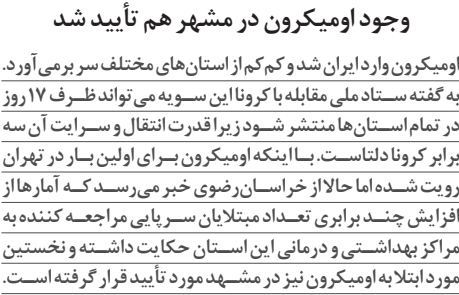 وجود اومیکرون در مشهر هم تأیید شد
اومیکرون وارد ایران شد و کم‌کم از استان‌های مختلف سر برمی‌آورد.
به گفته ستاد ملی مقابله با کرونا این سویه می‌تواند ظرف ۱۷ روز
در تمام استان‌ها منتشر شود زیرا قدرت انتقال و سرایت آن سه
برابر کرونا دلتاست. با اینکه اومیکرون برای اولین بار در تهران
رویت شده اما حالا از خراسان‌رضوی خبر می‌رسد که آمارها از
افزایش چند برابری تعداد مبتلایان سرپایی مراجعه کننده به
مراکز بهداشتی و درمانی این استان حکایت داشته و نخستین
مورد ابتلا به اومیکرون نیز در مشهد مورد تأیید قرار گرفته است.